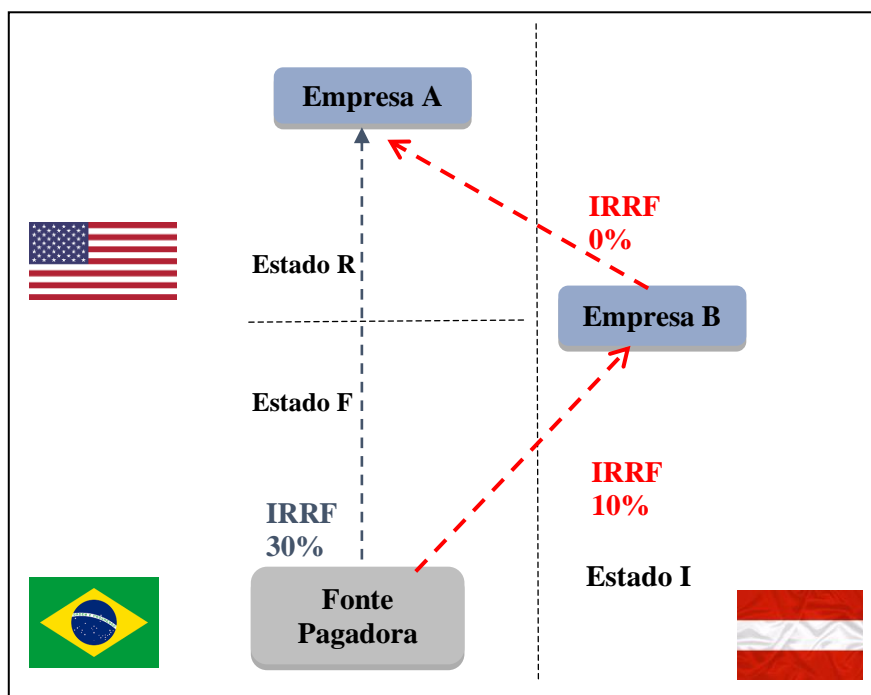 Empresa A
IRRF
0%
Estado R
Empresa B
Estado F
IRRF
10%
IRRF
30%
Estado I
Fonte
Pagadora